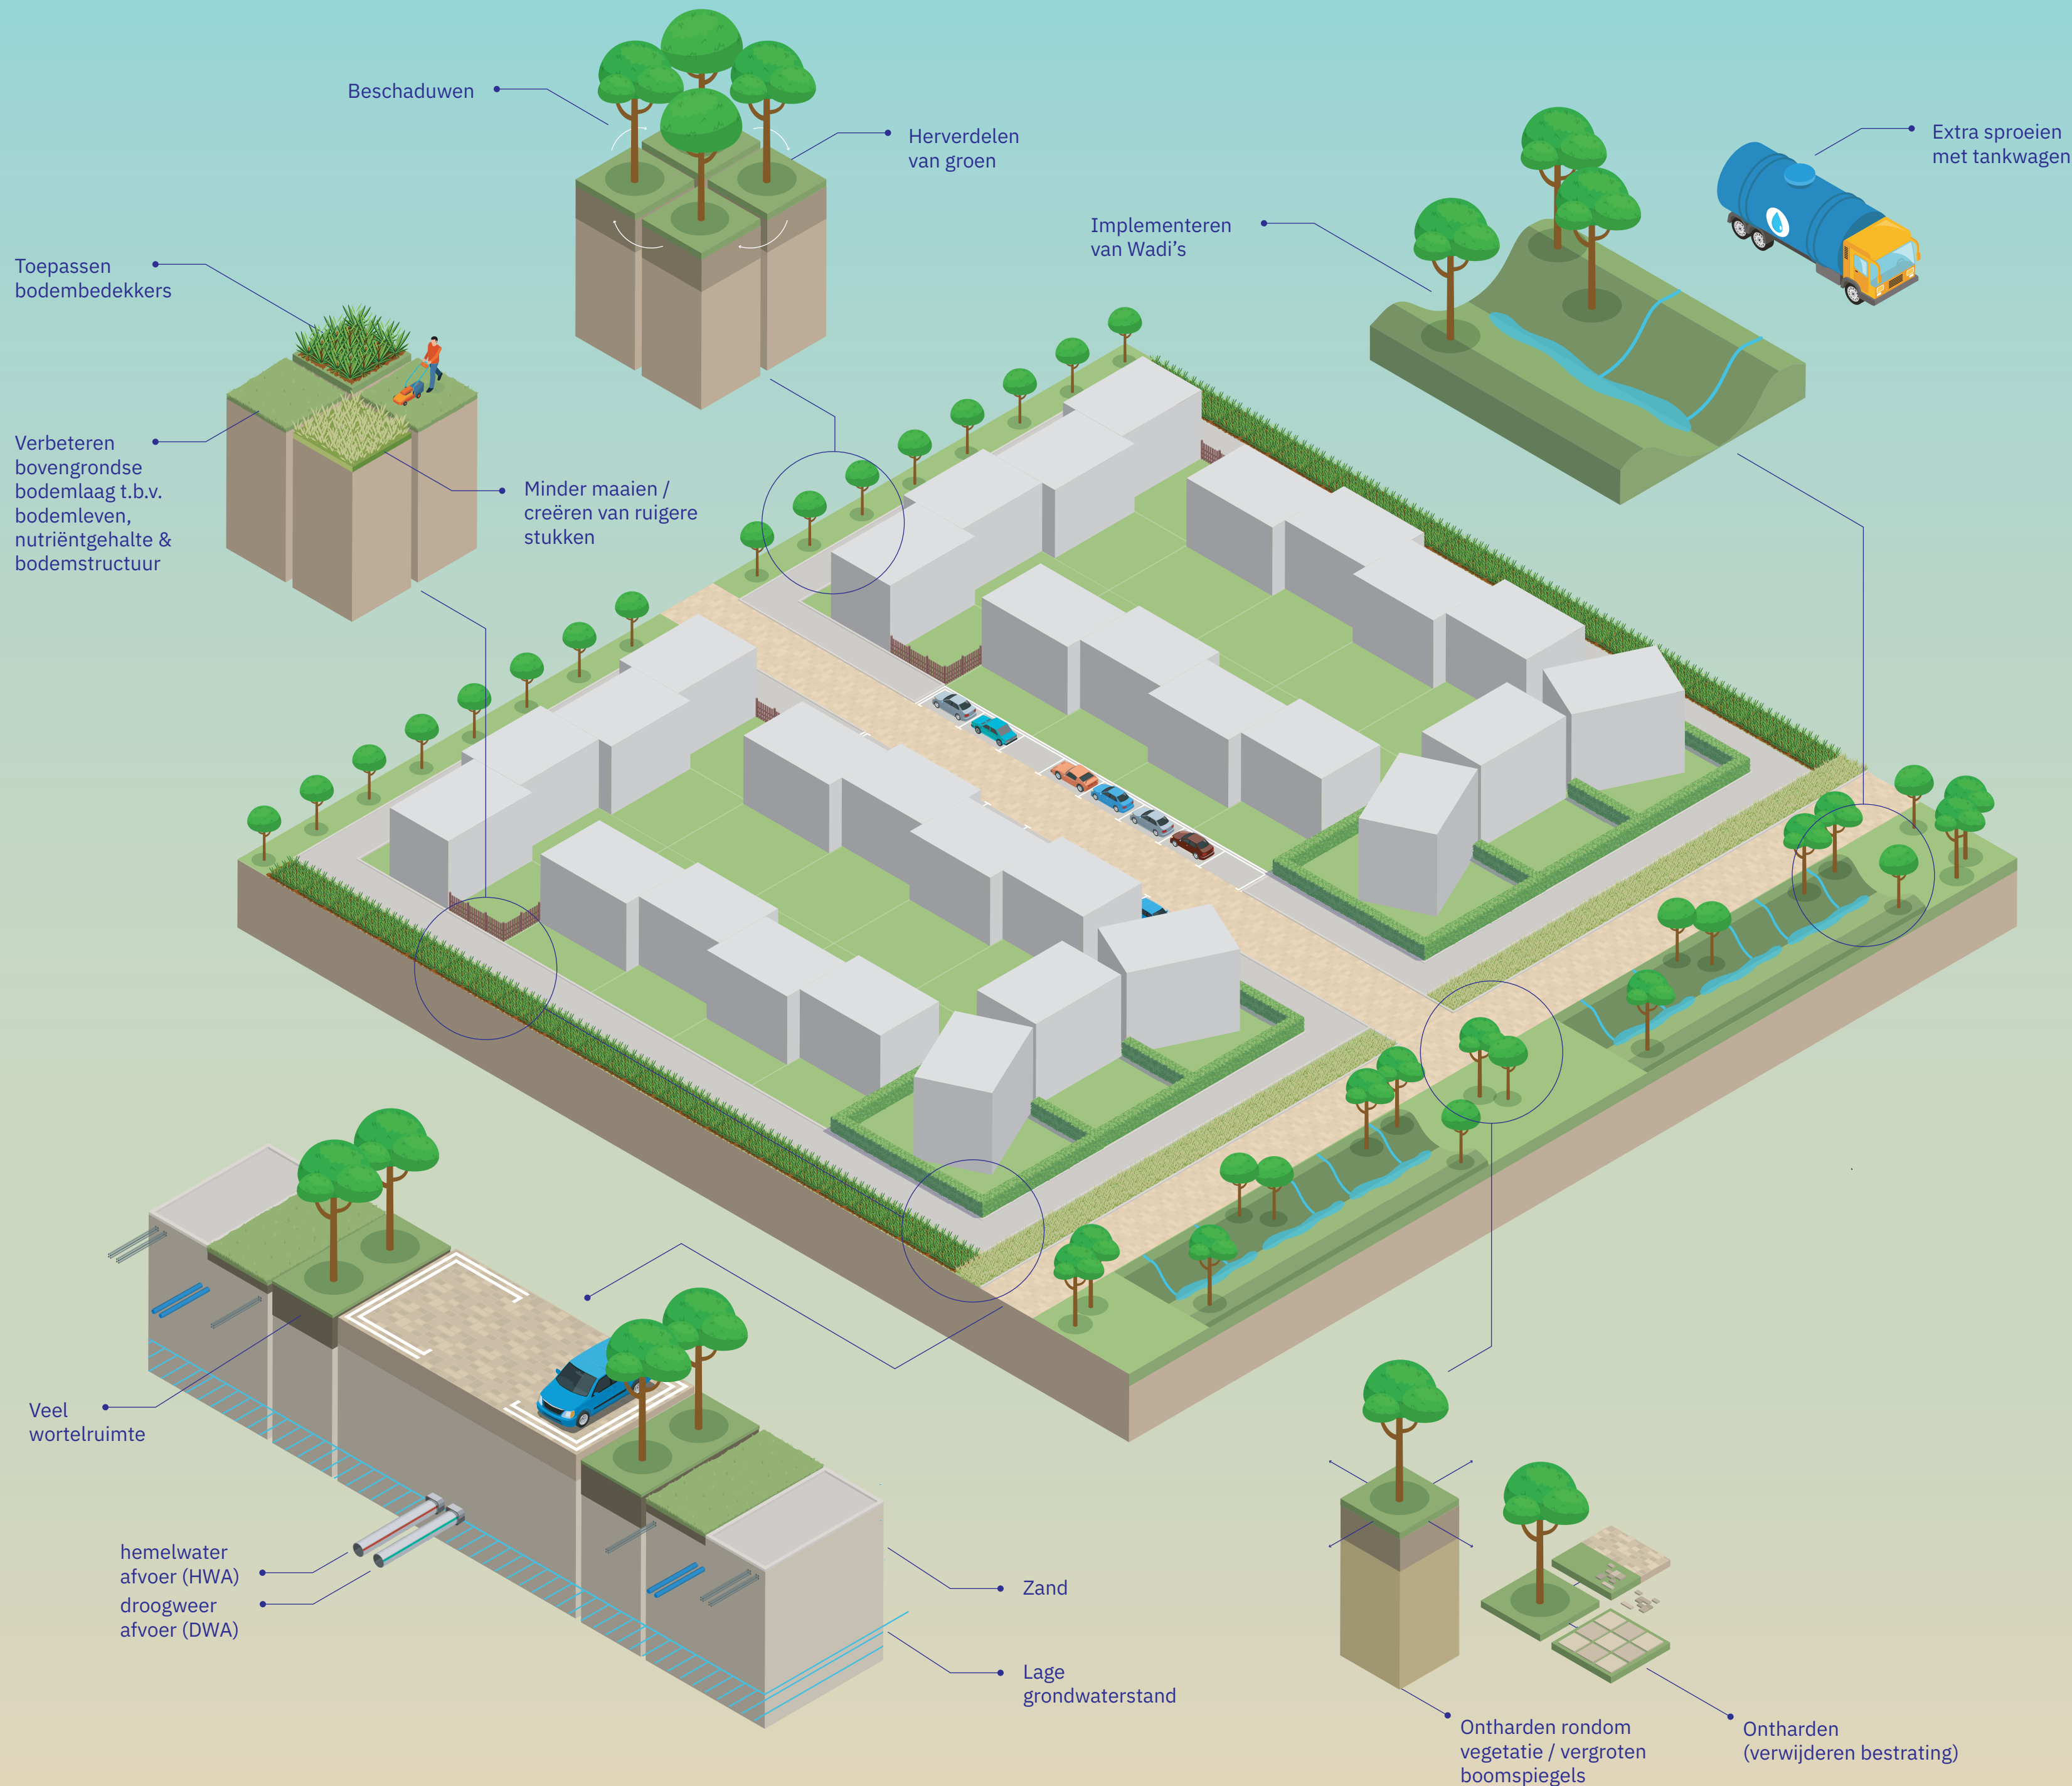 Beschaduwen
Herverdelen
van groen
Extra sproeien
met tankwagen
Implementeren
van Wadi’s
Toepassen
bodembedekkers
Verbeteren
bovengrondse
bodemlaag t.b.v.
bodemleven,
nutriëntgehalte &
bodemstructuur
Minder maaien /
creëren van ruigere
stukken
Veel
wortelruimte
hemelwater
afvoer (HWA)
droogweer
afvoer (DWA)
Zand
Lage
grondwaterstand
Ontharden rondom
vegetatie / vergroten
boomspiegels
Ontharden
(verwijderen bestrating)